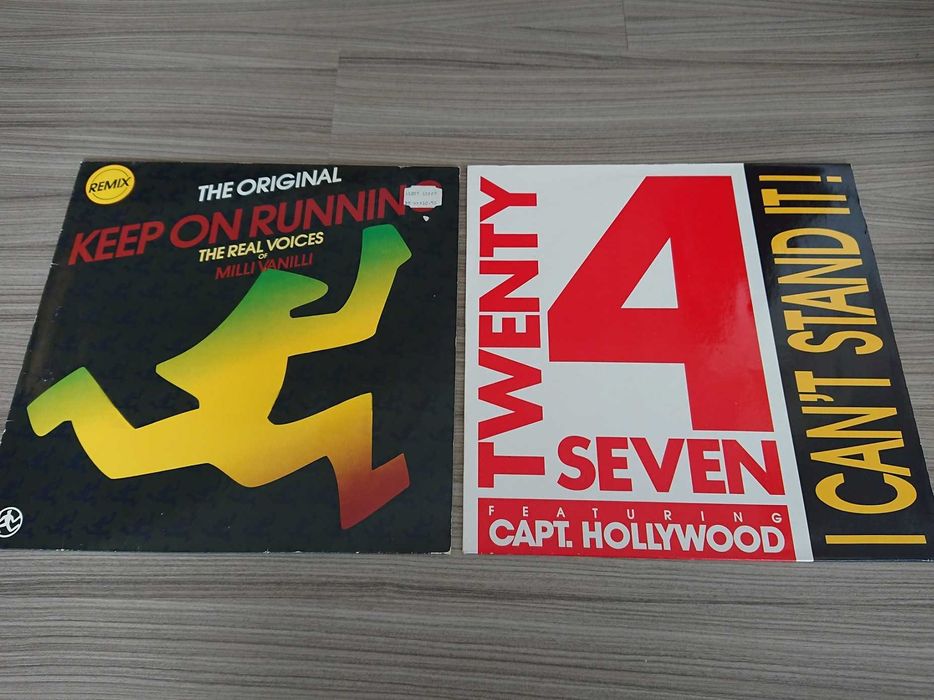 REMIX
THE ORIGINAL
KEEP ON RUNNING
THE REAL VOICES
OF
MILLI VANILLI
TWENTY
4
SEVEN
FEATURING
CAPT. HOLLYWOOD
I CAN'T STAND IT!